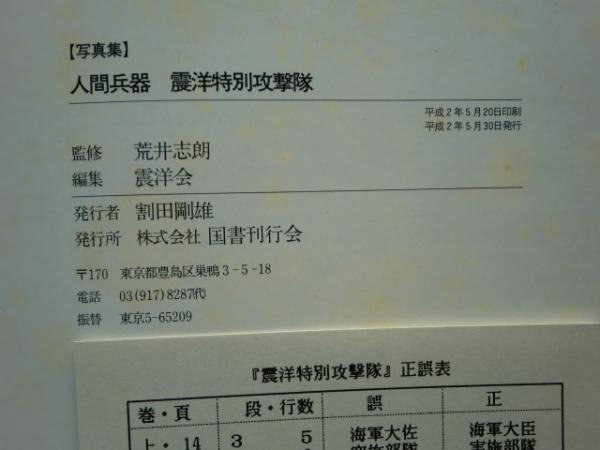 【写真集】
人間兵器 震洋特別攻撃隊
平成2年5月20日印刷
平成2年5月30日発行
監修 荒井志朗
編集 震洋会
発行者 割田剛雄
発行所 株式会社 国書刊行会
〒170 東京都豊島区巣鴨3-5-18
電話 03(917)8287代)
振替 東京5-65209
『震洋特別攻撃隊』正誤表
巻・頁 段・行数 誤 正
上・14 3 5 海軍大佐 海軍大臣
実施部隊